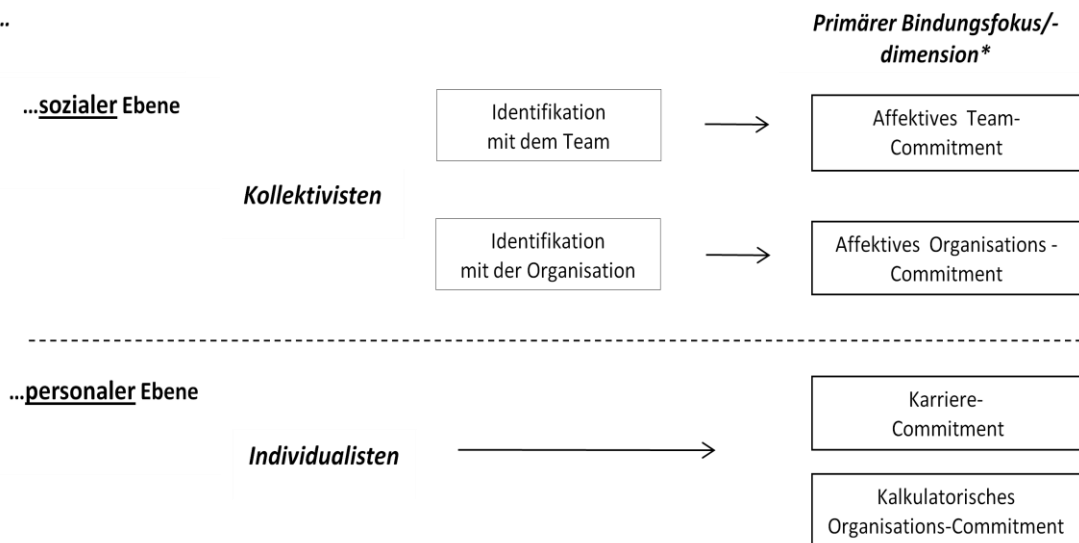 ..
Primärer Bindungsfokus/-
dimension*
...sozialer Ebene
Identifikation
mit dem Team
Affektives Team-
Commitment
Kollektivisten
Identifikation
mit der Organisation
Affektives Organisations -
Commitment
...personaler Ebene
Karriere-
Commitment
Individualisten
Kalkulatorisches
Organisations-Commitment